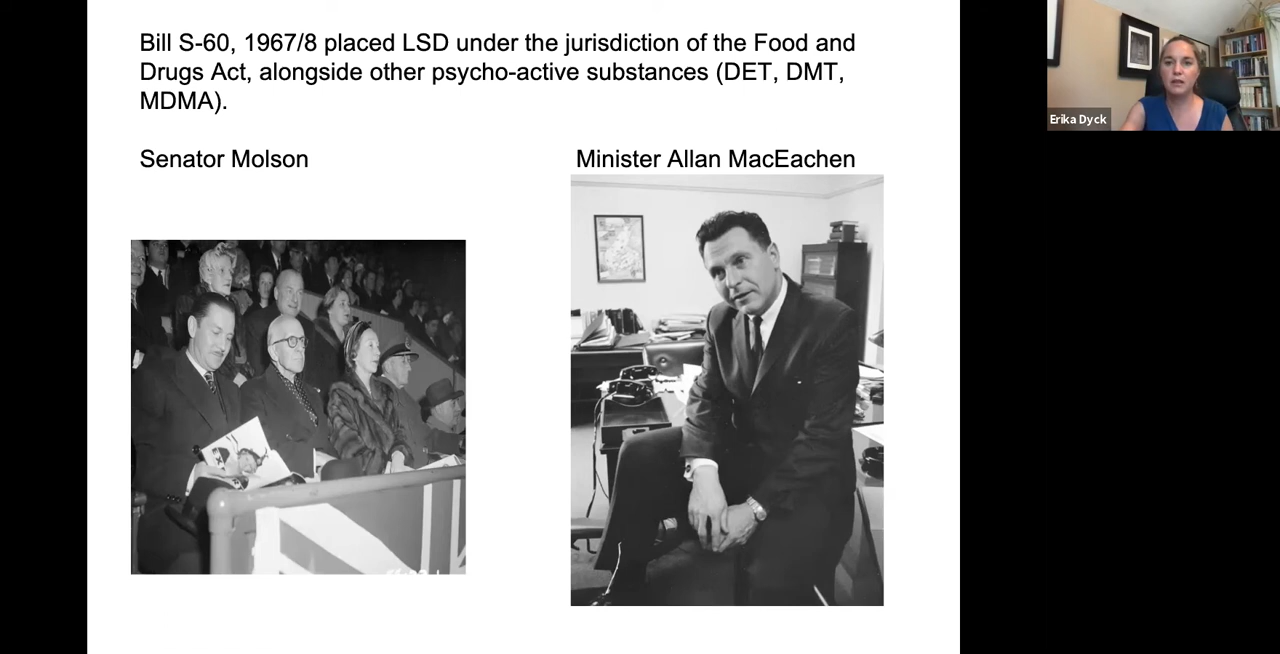 Bill S-60, 1967/8 placed LSD under the jurisdiction of the Food and
Drugs Act, alongside other psycho-active substances (DET, DMT,
MDMA).
Senator Molson
Minister Allan MacEachen
Erika Dyck